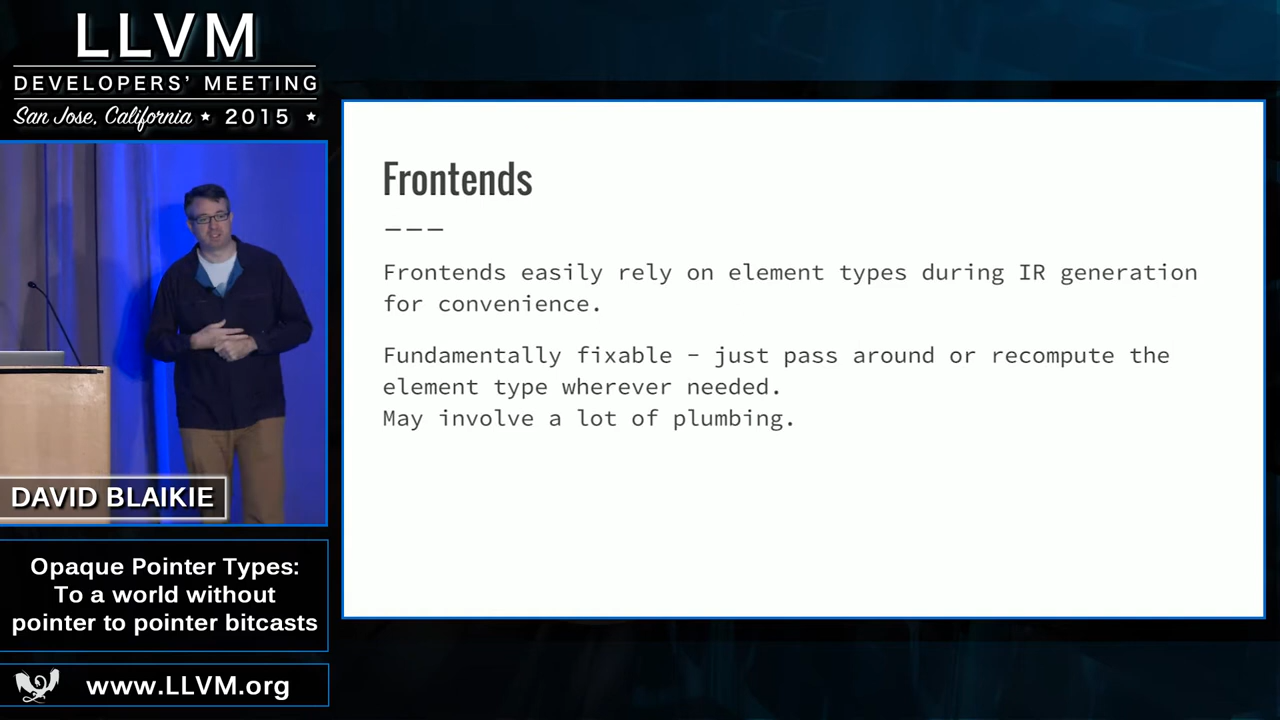 LLVM
DEVELOPERS' MEETING
San Jose, California ★ 2015 ★
Frontends
———
Frontends easily rely on element types during IR generation
for convenience.
Fundamentally fixable – just pass around or recompute the
element type wherever needed.
May involve a lot of plumbing.
DAVID BLAIKIE
Opaque Pointer Types:
To a world without
pointer to pointer bitcasts
www.LLVM.org